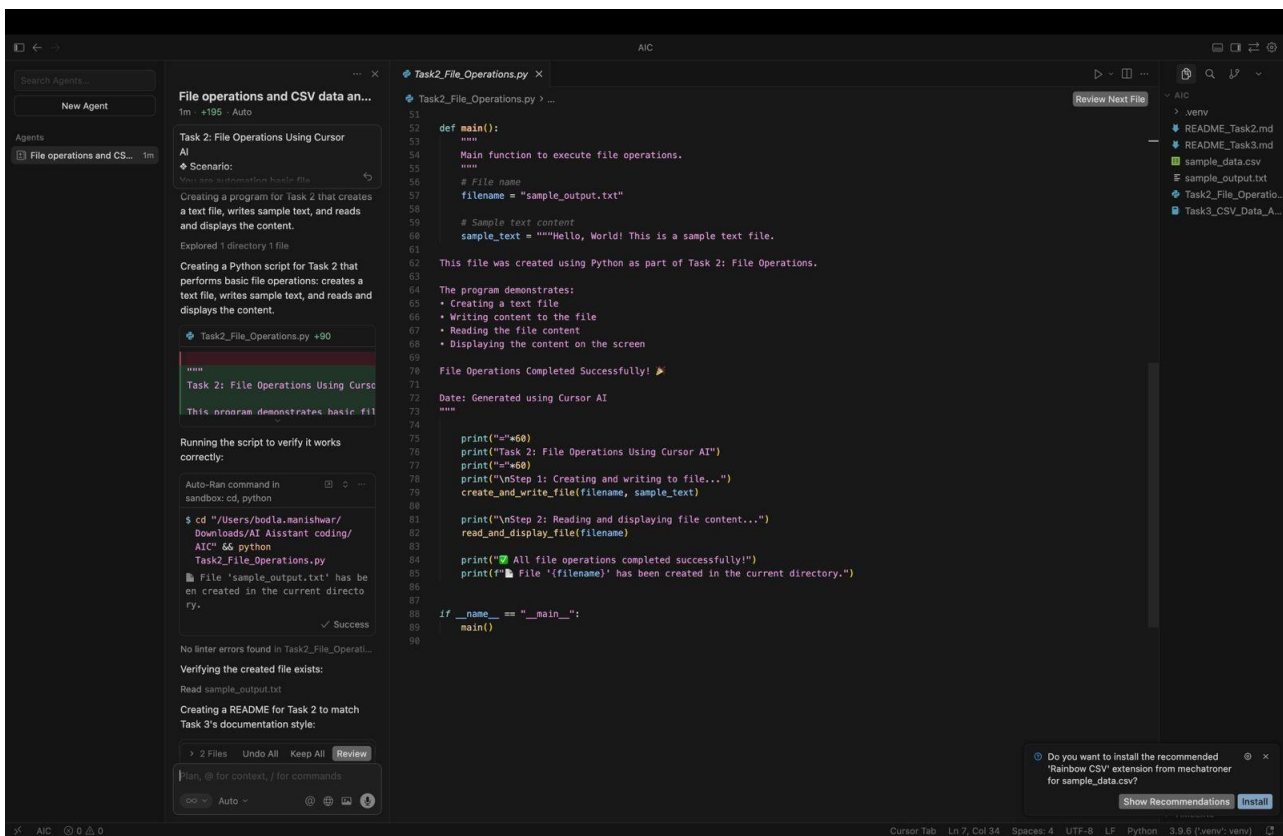 AIC
Search Agents...
New Agent
Agents
File operations and CS... 1m
File operations and CSV data an...
1m · +195 · Auto
Task 2: File Operations Using Cursor
AI
❖ Scenario:
You are automating basic file
Creating a program for Task 2 that creates
a text file, writes sample text, and reads
and displays the content.
Explored 1 directory 1 file
Creating a Python script for Task 2 that
performs basic file operations: creates a
text file, writes sample text, and reads and
displays the content.
Task2_File_Operations.py +90
"""
Task 2: File Operations Using Curso
This program demonstrates basic fil
Running the script to verify it works
correctly:
Auto-Ran command in
sandbox: cd, python
$ cd "/Users/bodla.manishwar/
Downloads/AI Aisstant coding/
AIC" && python
Task2_File_Operations.py
📄 File 'sample_output.txt' has be
en created in the current directo
ry.
✓ Success
No linter errors found in Task2_File_Operati...
Verifying the created file exists:
Read sample_output.txt
Creating a README for Task 2 to match
Task 3's documentation style:
> 2 Files Undo All Keep All Review
Plan, @ for context, / for commands
∞ Auto
Task2_File_Operations.py ×
Task2_File_Operations.py > ...
Review Next File
51
52 def main():
53 """
54 Main function to execute file operations.
55 """
56 # File name
57 filename = "sample_output.txt"
58
59 # Sample text content
60 sample_text = """Hello, World! This is a sample text file.
61
62 This file was created using Python as part of Task 2: File Operations.
63
64 The program demonstrates:
65 • Creating a text file
66 • Writing content to the file
67 • Reading the file content
68 • Displaying the content on the screen
69
70 File Operations Completed Successfully! 🎉
71
72 Date: Generated using Cursor AI
73 """
74
75 print("="*60)
76 print("Task 2: File Operations Using Cursor AI")
77 print("="*60)
78 print("\nStep 1: Creating and writing to file...")
79 create_and_write_file(filename, sample_text)
80
81 print("\nStep 2: Reading and displaying file content...")
82 read_and_display_file(filename)
83
84 print("✅ All file operations completed successfully!")
85 print(f"📄 File '{filename}' has been created in the current directory.")
86
87
88 if __name__ == "__main__":
89 main()
90
AIC
> .venv
README_Task2.md
README_Task3.md
sample_data.csv
sample_output.txt
Task2_File_Operatio...
Task3_CSV_Data_A...
Do you want to install the recommended
'Rainbow CSV' extension from mechatroner
for sample_data.csv?
Show Recommendations Install
AIC 0 0
Cursor Tab Ln 7, Col 34 Spaces: 4 UTF-8 LF Python 3.9.6 ('.venv': venv)